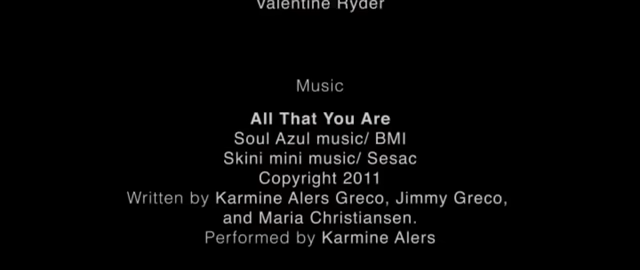 Valentine Ryder
Music
All That You Are
Soul Azul music/ BMI
Skini mini music/ Sesac
Copyright 2011
Written by Karmine Alers Greco, Jimmy Greco,
and Maria Christiansen.
Performed by Karmine Alers